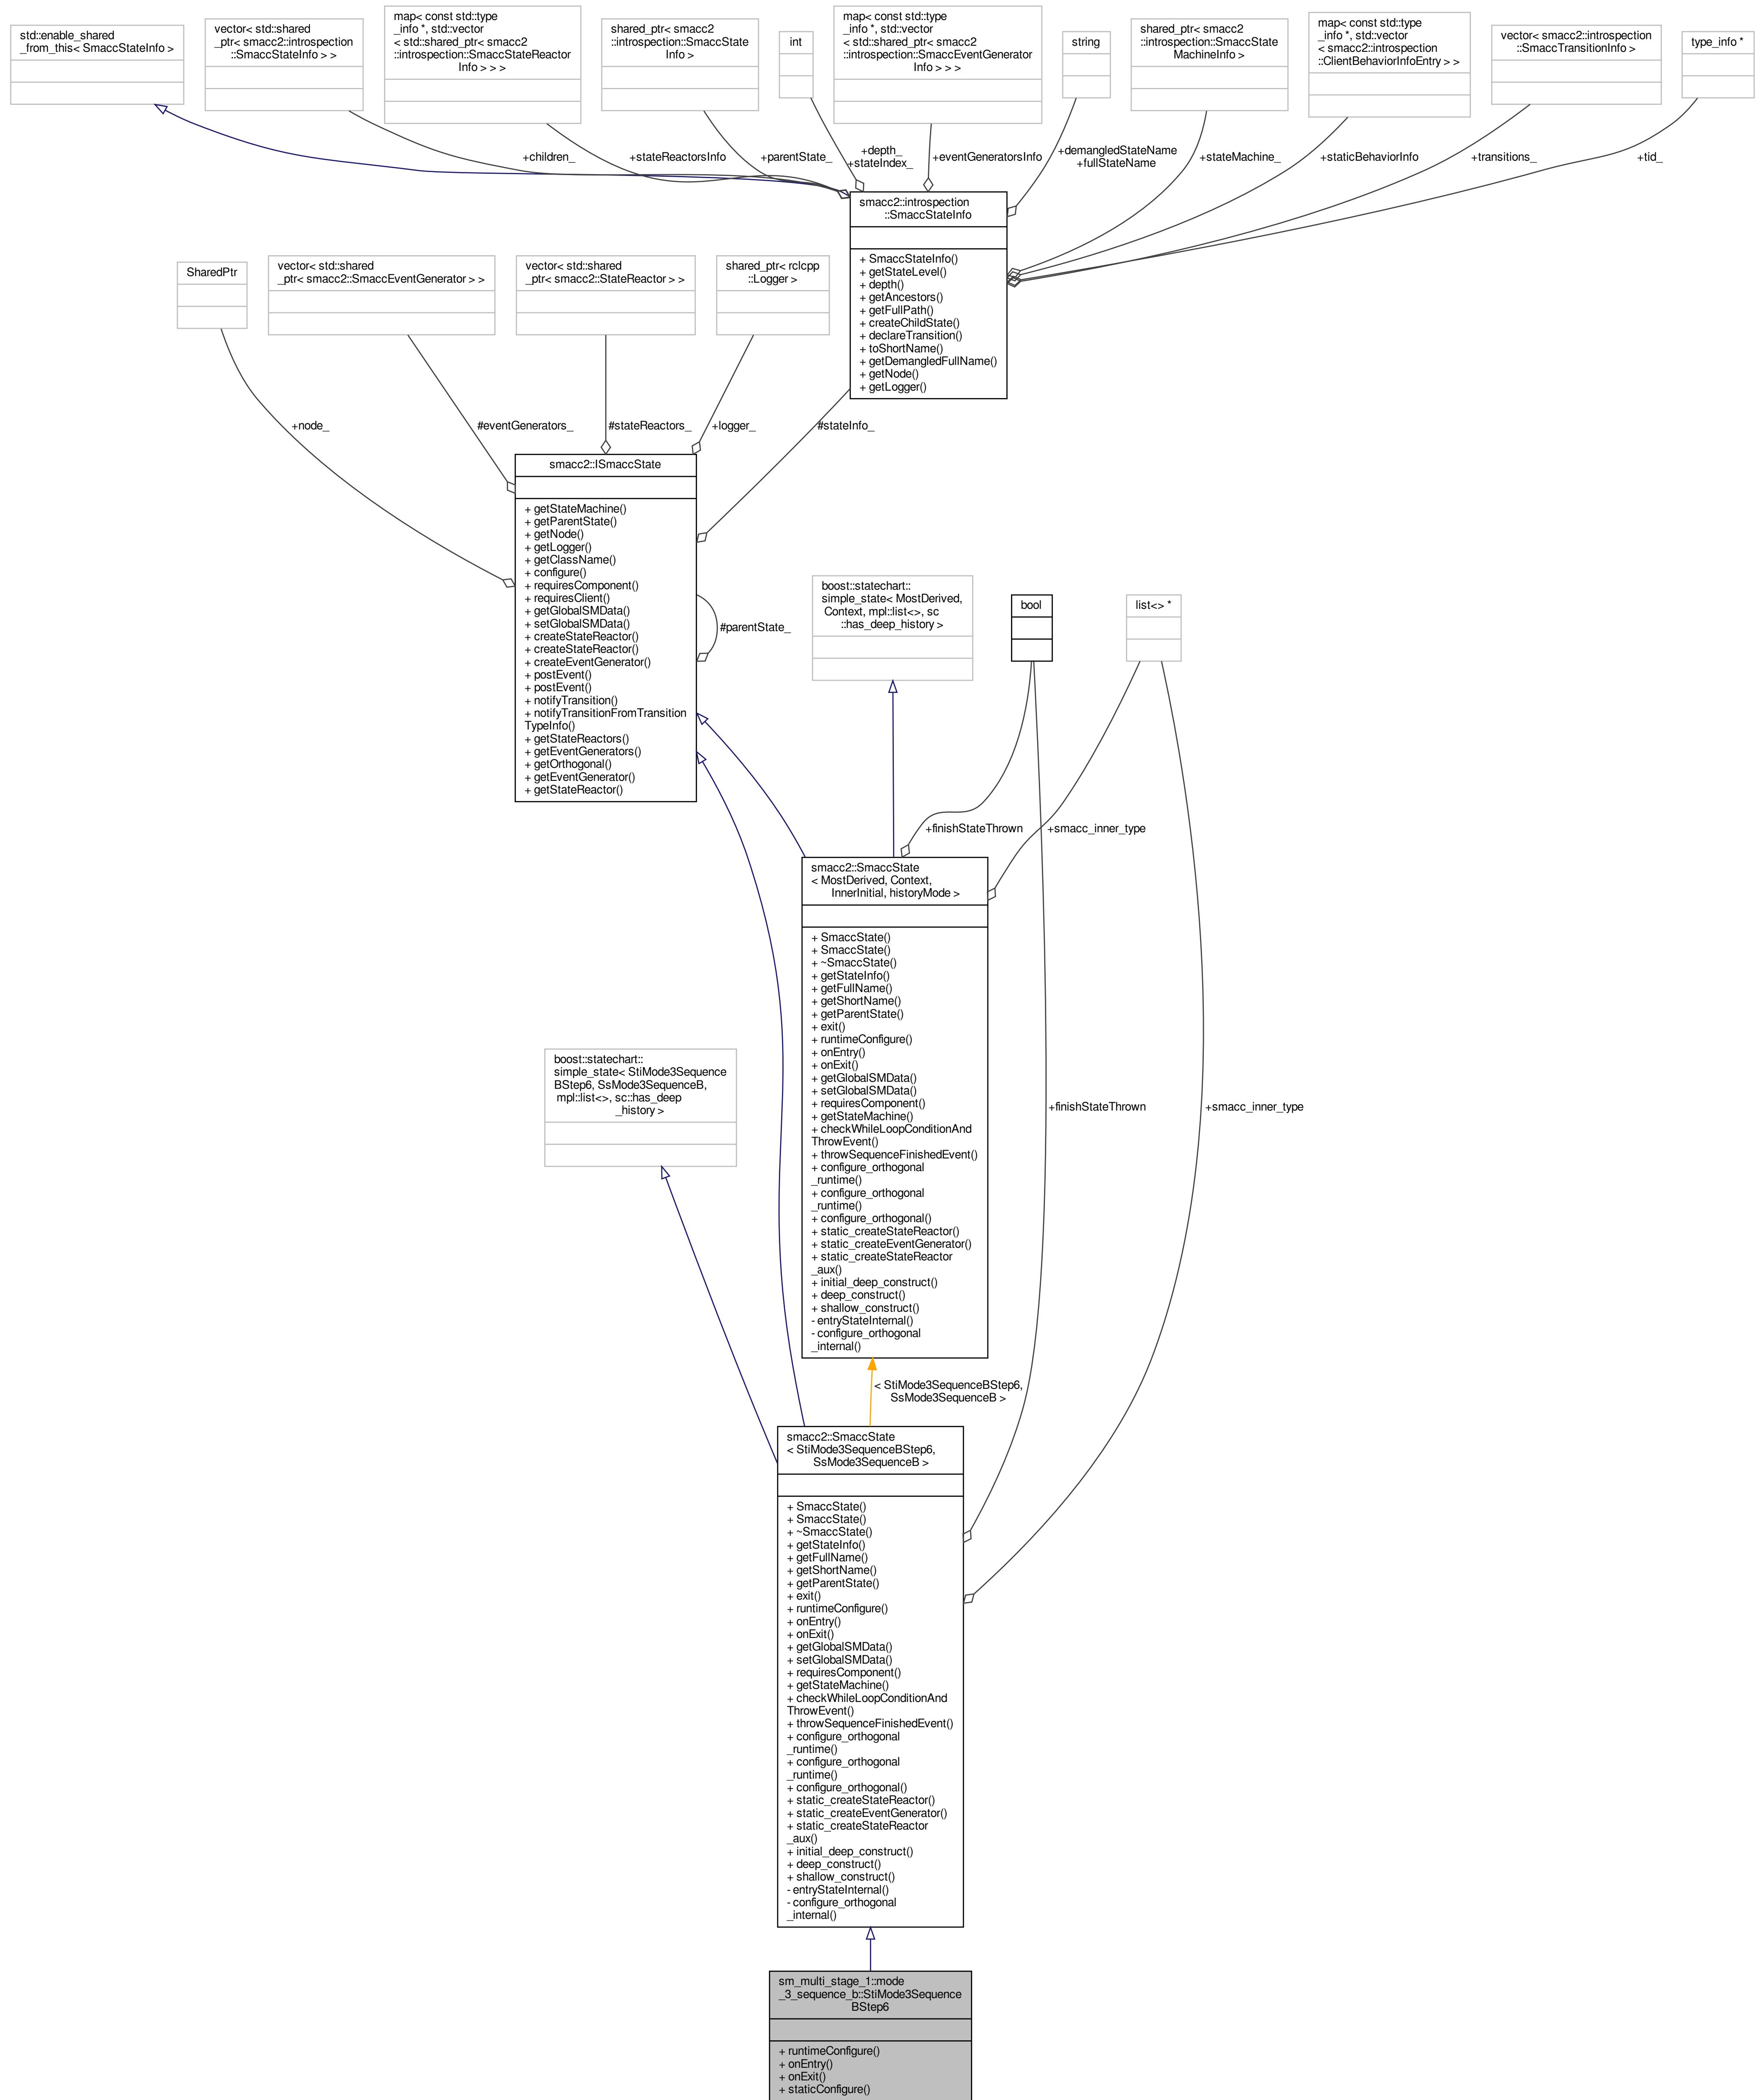 std::enable_shared
_from_this< SmaccStateInfo >
vector< std::shared
_ptr< smacc2::introspection
::SmaccStateInfo > >
map< const std::type
_info *, std::vector
< std::shared_ptr< smacc2
::introspection::SmaccStateReactor
Info > > >
shared_ptr< smacc2
::introspection::SmaccState
Info >
int
map< const std::type
_info *, std::vector
< std::shared_ptr< smacc2
::introspection::SmaccEventGenerator
Info > > >
string
shared_ptr< smacc2
::introspection::SmaccState
MachineInfo >
map< const std::type
_info *, std::vector
< smacc2::introspection
::ClientBehaviorInfoEntry > >
vector< smacc2::introspection
::SmaccTransitionInfo >
type_info *
+children_
+stateReactorsInfo
+parentState_
+depth_
+stateIndex_
+eventGeneratorsInfo
+demangledStateName
+fullStateName
+stateMachine_
+staticBehaviorInfo
+transitions_
+tid_
smacc2::introspection
::SmaccStateInfo
+ SmaccStateInfo()
+ getStateLevel()
+ depth()
+ getAncestors()
+ getFullPath()
+ createChildState()
+ declareTransition()
+ toShortName()
+ getDemangledFullName()
+ getNode()
+ getLogger()
SharedPtr
vector< std::shared
_ptr< smacc2::SmaccEventGenerator > >
vector< std::shared
_ptr< smacc2::StateReactor > >
shared_ptr< rclcpp
::Logger >
+node_
#eventGenerators_
#stateReactors_
+logger_
#stateInfo_
smacc2::ISmaccState
+ getStateMachine()
+ getParentState()
+ getNode()
+ getLogger()
+ getClassName()
+ configure()
+ requiresComponent()
+ requiresClient()
+ getGlobalSMData()
+ setGlobalSMData()
+ createStateReactor()
+ createStateReactor()
+ createEventGenerator()
+ postEvent()
+ postEvent()
+ notifyTransition()
+ notifyTransitionFromTransition
TypeInfo()
+ getStateReactors()
+ getEventGenerators()
+ getOrthogonal()
+ getEventGenerator()
+ getStateReactor()
#parentState_
boost::statechart::
simple_state< MostDerived,
Context, mpl::list<>, sc
::has_deep_history >
bool
list<> *
+finishStateThrown
+smacc_inner_type
smacc2::SmaccState
< MostDerived, Context,
InnerInitial, historyMode >
+ SmaccState()
+ SmaccState()
+ ~SmaccState()
+ getStateInfo()
+ getFullName()
+ getShortName()
+ getParentState()
+ exit()
+ runtimeConfigure()
+ onEntry()
+ onExit()
+ getGlobalSMData()
+ setGlobalSMData()
+ requiresComponent()
+ getStateMachine()
+ checkWhileLoopConditionAnd
ThrowEvent()
+ throwSequenceFinishedEvent()
+ configure_orthogonal
_runtime()
+ configure_orthogonal
_runtime()
+ configure_orthogonal()
+ static_createStateReactor()
+ static_createEventGenerator()
+ static_createStateReactor
_aux()
+ initial_deep_construct()
+ deep_construct()
+ shallow_construct()
- entryStateInternal()
- configure_orthogonal
_internal()
boost::statechart::
simple_state< StiMode3Sequence
BStep6, SsMode3SequenceB,
mpl::list<>, sc::has_deep
_history >
+finishStateThrown
+smacc_inner_type
< StiMode3SequenceBStep6,
SsMode3SequenceB >
smacc2::SmaccState
< StiMode3SequenceBStep6,
SsMode3SequenceB >
+ SmaccState()
+ SmaccState()
+ ~SmaccState()
+ getStateInfo()
+ getFullName()
+ getShortName()
+ getParentState()
+ exit()
+ runtimeConfigure()
+ onEntry()
+ onExit()
+ getGlobalSMData()
+ setGlobalSMData()
+ requiresComponent()
+ getStateMachine()
+ checkWhileLoopConditionAnd
ThrowEvent()
+ throwSequenceFinishedEvent()
+ configure_orthogonal
_runtime()
+ configure_orthogonal
_runtime()
+ configure_orthogonal()
+ static_createStateReactor()
+ static_createEventGenerator()
+ static_createStateReactor
_aux()
+ initial_deep_construct()
+ deep_construct()
+ shallow_construct()
- entryStateInternal()
- configure_orthogonal
_internal()
sm_multi_stage_1::mode
_3_sequence_b::StiMode3Sequence
BStep6
+ runtimeConfigure()
+ onEntry()
+ onExit()
+ staticConfigure()